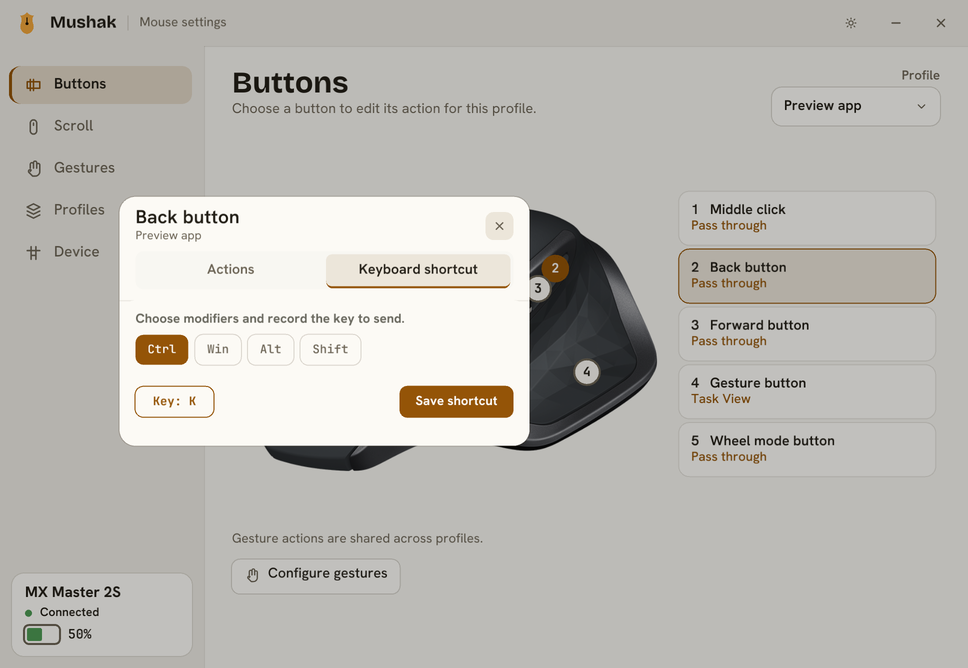 Mushak
Mouse settings
Buttons
Scroll
Gestures
Profiles
Device
MX Master 2S
Connected
50%
Buttons
Choose a button to edit its action for this profile.
Profile
Preview app
Back button
Preview app
Actions
Keyboard shortcut
Choose modifiers and record the key to send.
Ctrl
Win
Alt
Shift
Key: K
Save shortcut
2
3
4
1 Middle click
Pass through
2 Back button
Pass through
3 Forward button
Pass through
4 Gesture button
Task View
5 Wheel mode button
Pass through
Gesture actions are shared across profiles.
Configure gestures